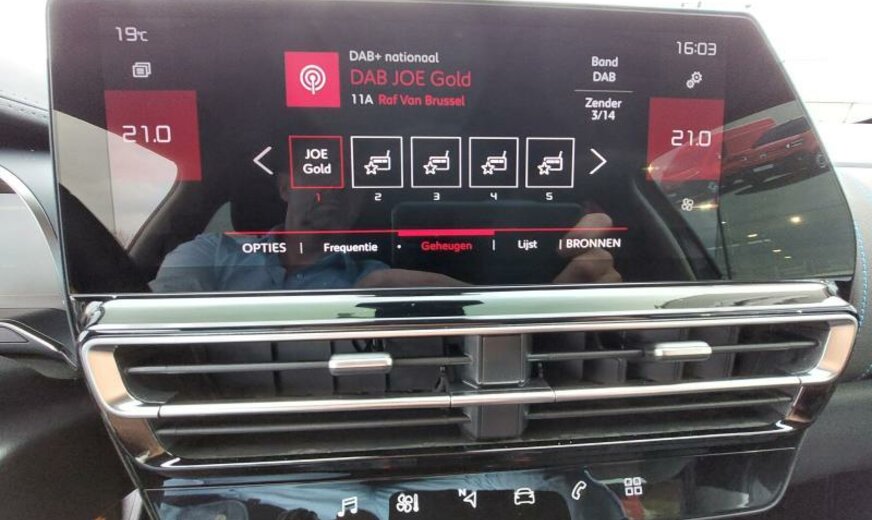 19°C
16:03
DAB+ nationaal
DAB JOE Gold
11A Raf Van Brussel
Band
DAB
Zender
3/14
21.0
21.0
JOE
Gold
1 2 3 4 5
OPTIES | Frequentie • Geheugen | Lijst | BRONNEN
N